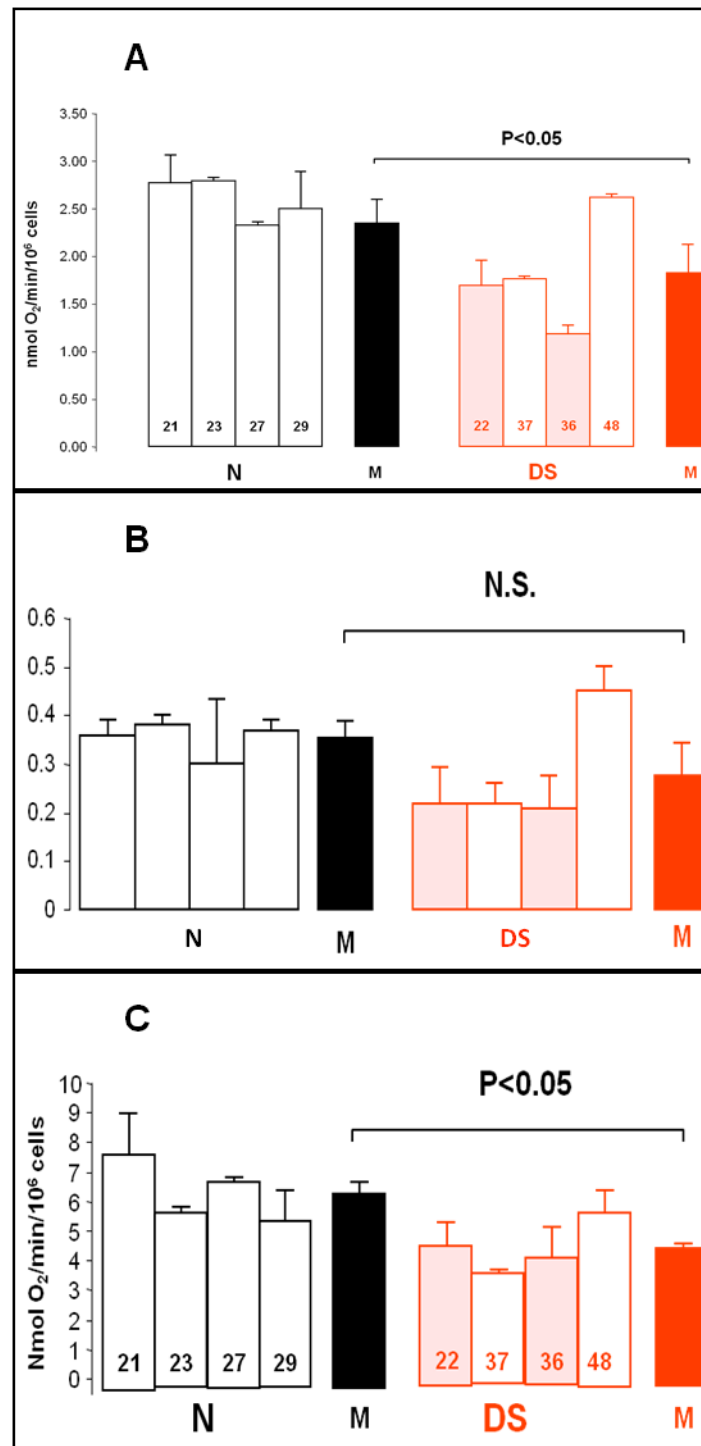 A
3.50
3.00
2.50
2.00
1.50
1.00
0.50
0.00
nmol O₂/min/10⁶ cells
P<0.05
21 23 27 29
22 37 36 48
N M DS M
B
N.S.
0.6
0.5
0.4
0.3
0.2
0.1
0
N M DS M
C
P<0.05
10
9
8
7
6
5
4
3
2
1
0
Nmol O₂/min/10⁶ cells
21 23 27 29
22 37 36 48
N M DS M